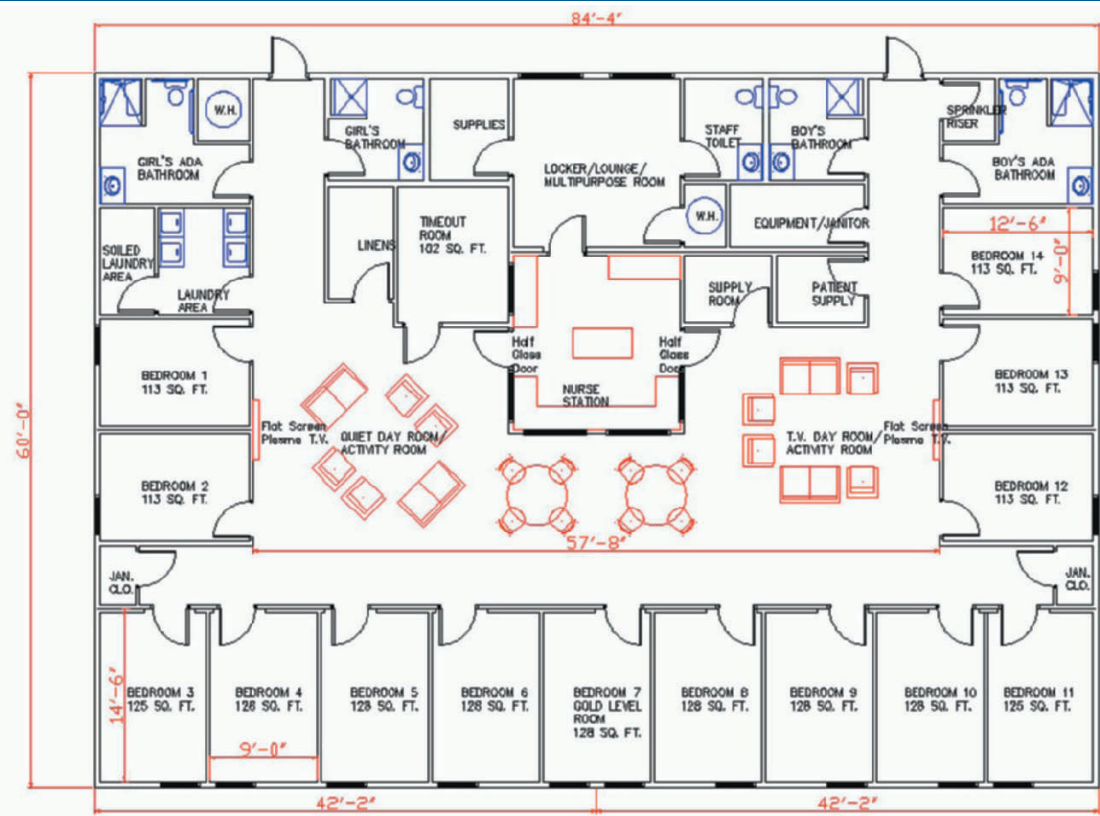 84'-4"
W.H.
GIRL'S ADA
BATHROOM
GIRL'S
BATHROOM
SUPPLIES
LOCKER/LOUNGE/
MULTIPURPOSE ROOM
STAFF
TOILET
BOY'S
BATHROOM
SPRINKLER
RISER
BOY'S ADA
BATHROOM
SOILED
LAUNDRY
AREA
LAUNDRY
AREA
LINENS
TIMEOUT
ROOM
102 SQ. FT.
W.H.
EQUIPMENT/JANITOR
12'-6"
9'-0"
BEDROOM 14
113 SQ. FT.
SUPPLY
ROOM
PATIENT
SUPPLY
Half
Glass
Door
Half
Glass
Door
NURSE
STATION
BEDROOM 1
113 SQ. FT.
BEDROOM 13
113 SQ. FT.
60'-0"
Flat Screen
Plasma T.V.
QUIET DAY ROOM/
ACTIVITY ROOM
T.V. DAY ROOM/
ACTIVITY ROOM
Flat Screen
Plasma T.V.
BEDROOM 2
113 SQ. FT.
BEDROOM 12
113 SQ. FT.
57'-8"
JAN.
CLO.
JAN.
CLO.
14'-6"
BEDROOM 3
125 SQ. FT.
BEDROOM 4
128 SQ. FT.
9'-0"
BEDROOM 5
128 SQ. FT.
BEDROOM 6
128 SQ. FT.
BEDROOM 7
GOLD LEVEL
ROOM
128 SQ. FT.
BEDROOM 8
128 SQ. FT.
BEDROOM 9
128 SQ. FT.
BEDROOM 10
128 SQ. FT.
BEDROOM 11
125 SQ. FT.
42'-2"
42'-2"